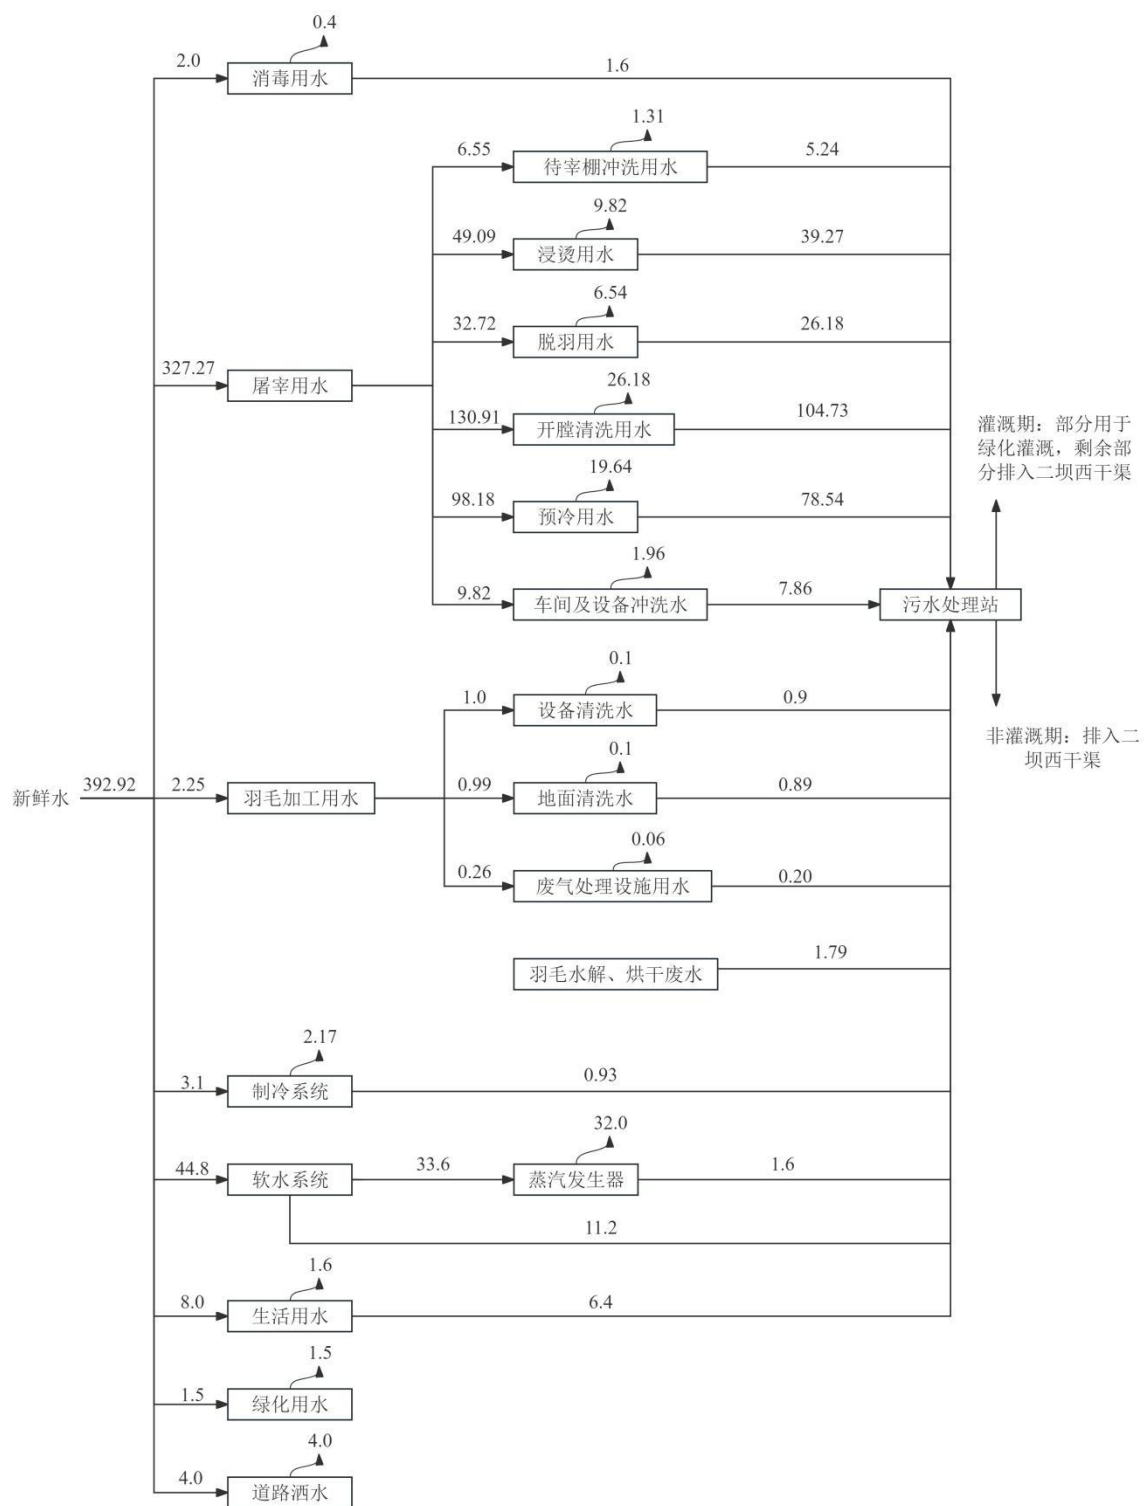 0.4
2.0
消毒用水
1.6
1.31
6.55
待宰棚冲洗用水
5.24
9.82
49.09
浸烫用水
39.27
6.54
32.72
脱羽用水
26.18
327.27
屠宰用水
26.18
130.91
开膛清洗用水
104.73
19.64
98.18
预冷用水
78.54
1.96
9.82
车间及设备冲洗水
7.86
污水处理站
灌溉期：部分用于
绿化灌溉，剩余部
分排入二坝西干渠
非灌溉期：排入二
坝西干渠
0.1
1.0
设备清洗水
0.9
新鲜水
392.92
2.25
羽毛加工用水
0.1
0.99
地面清洗水
0.89
0.06
0.26
废气处理设施用水
0.20
羽毛水解、烘干废水
1.79
2.17
3.1
制冷系统
0.93
44.8
软水系统
33.6
32.0
蒸汽发生器
1.6
11.2
1.6
8.0
生活用水
6.4
1.5
1.5
绿化用水
4.0
4.0
道路洒水